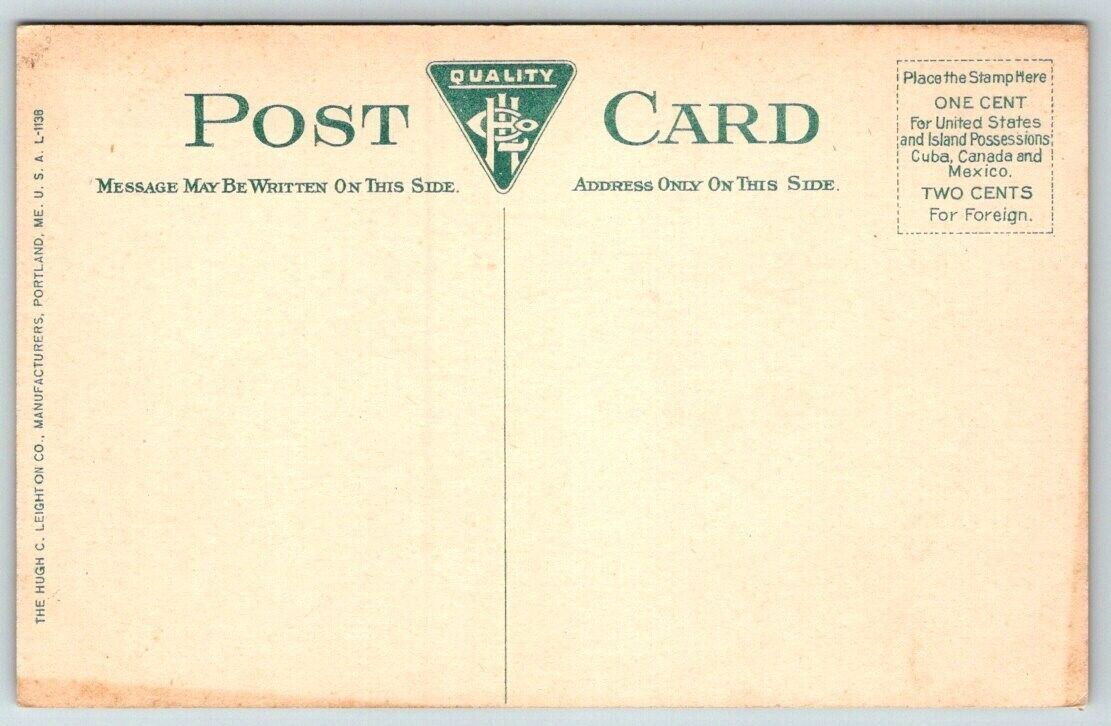 QUALITY
POST CARD
MESSAGE MAY BE WRITTEN ON THIS SIDE.
ADDRESS ONLY ON THIS SIDE.
Place the Stamp Here
ONE CENT
For United States
and Island Possessions
Cuba, Canada and
Mexico.
TWO CENTS
For Foreign.
THE HUGH C. LEIGHTON CO., MANUFACTURERS, PORTLAND, ME. U. S. A. L-1136